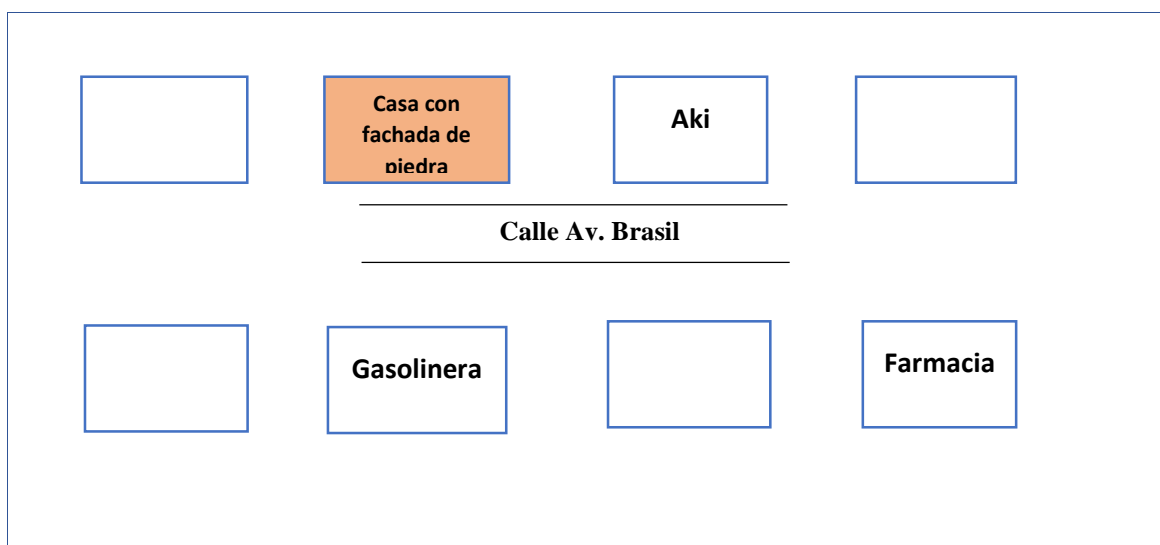 Casa con
fachada de
piedra
Aki
Calle Av. Brasil
Gasolinera
Farmacia